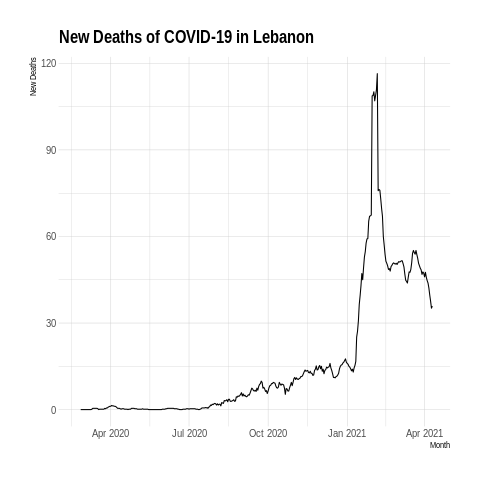 New Deaths of COVID-19 in Lebanon
New Deaths
120
90
60
30
0
Apr 2020 Jul 2020 Oct 2020 Jan 2021 Apr 2021
Month